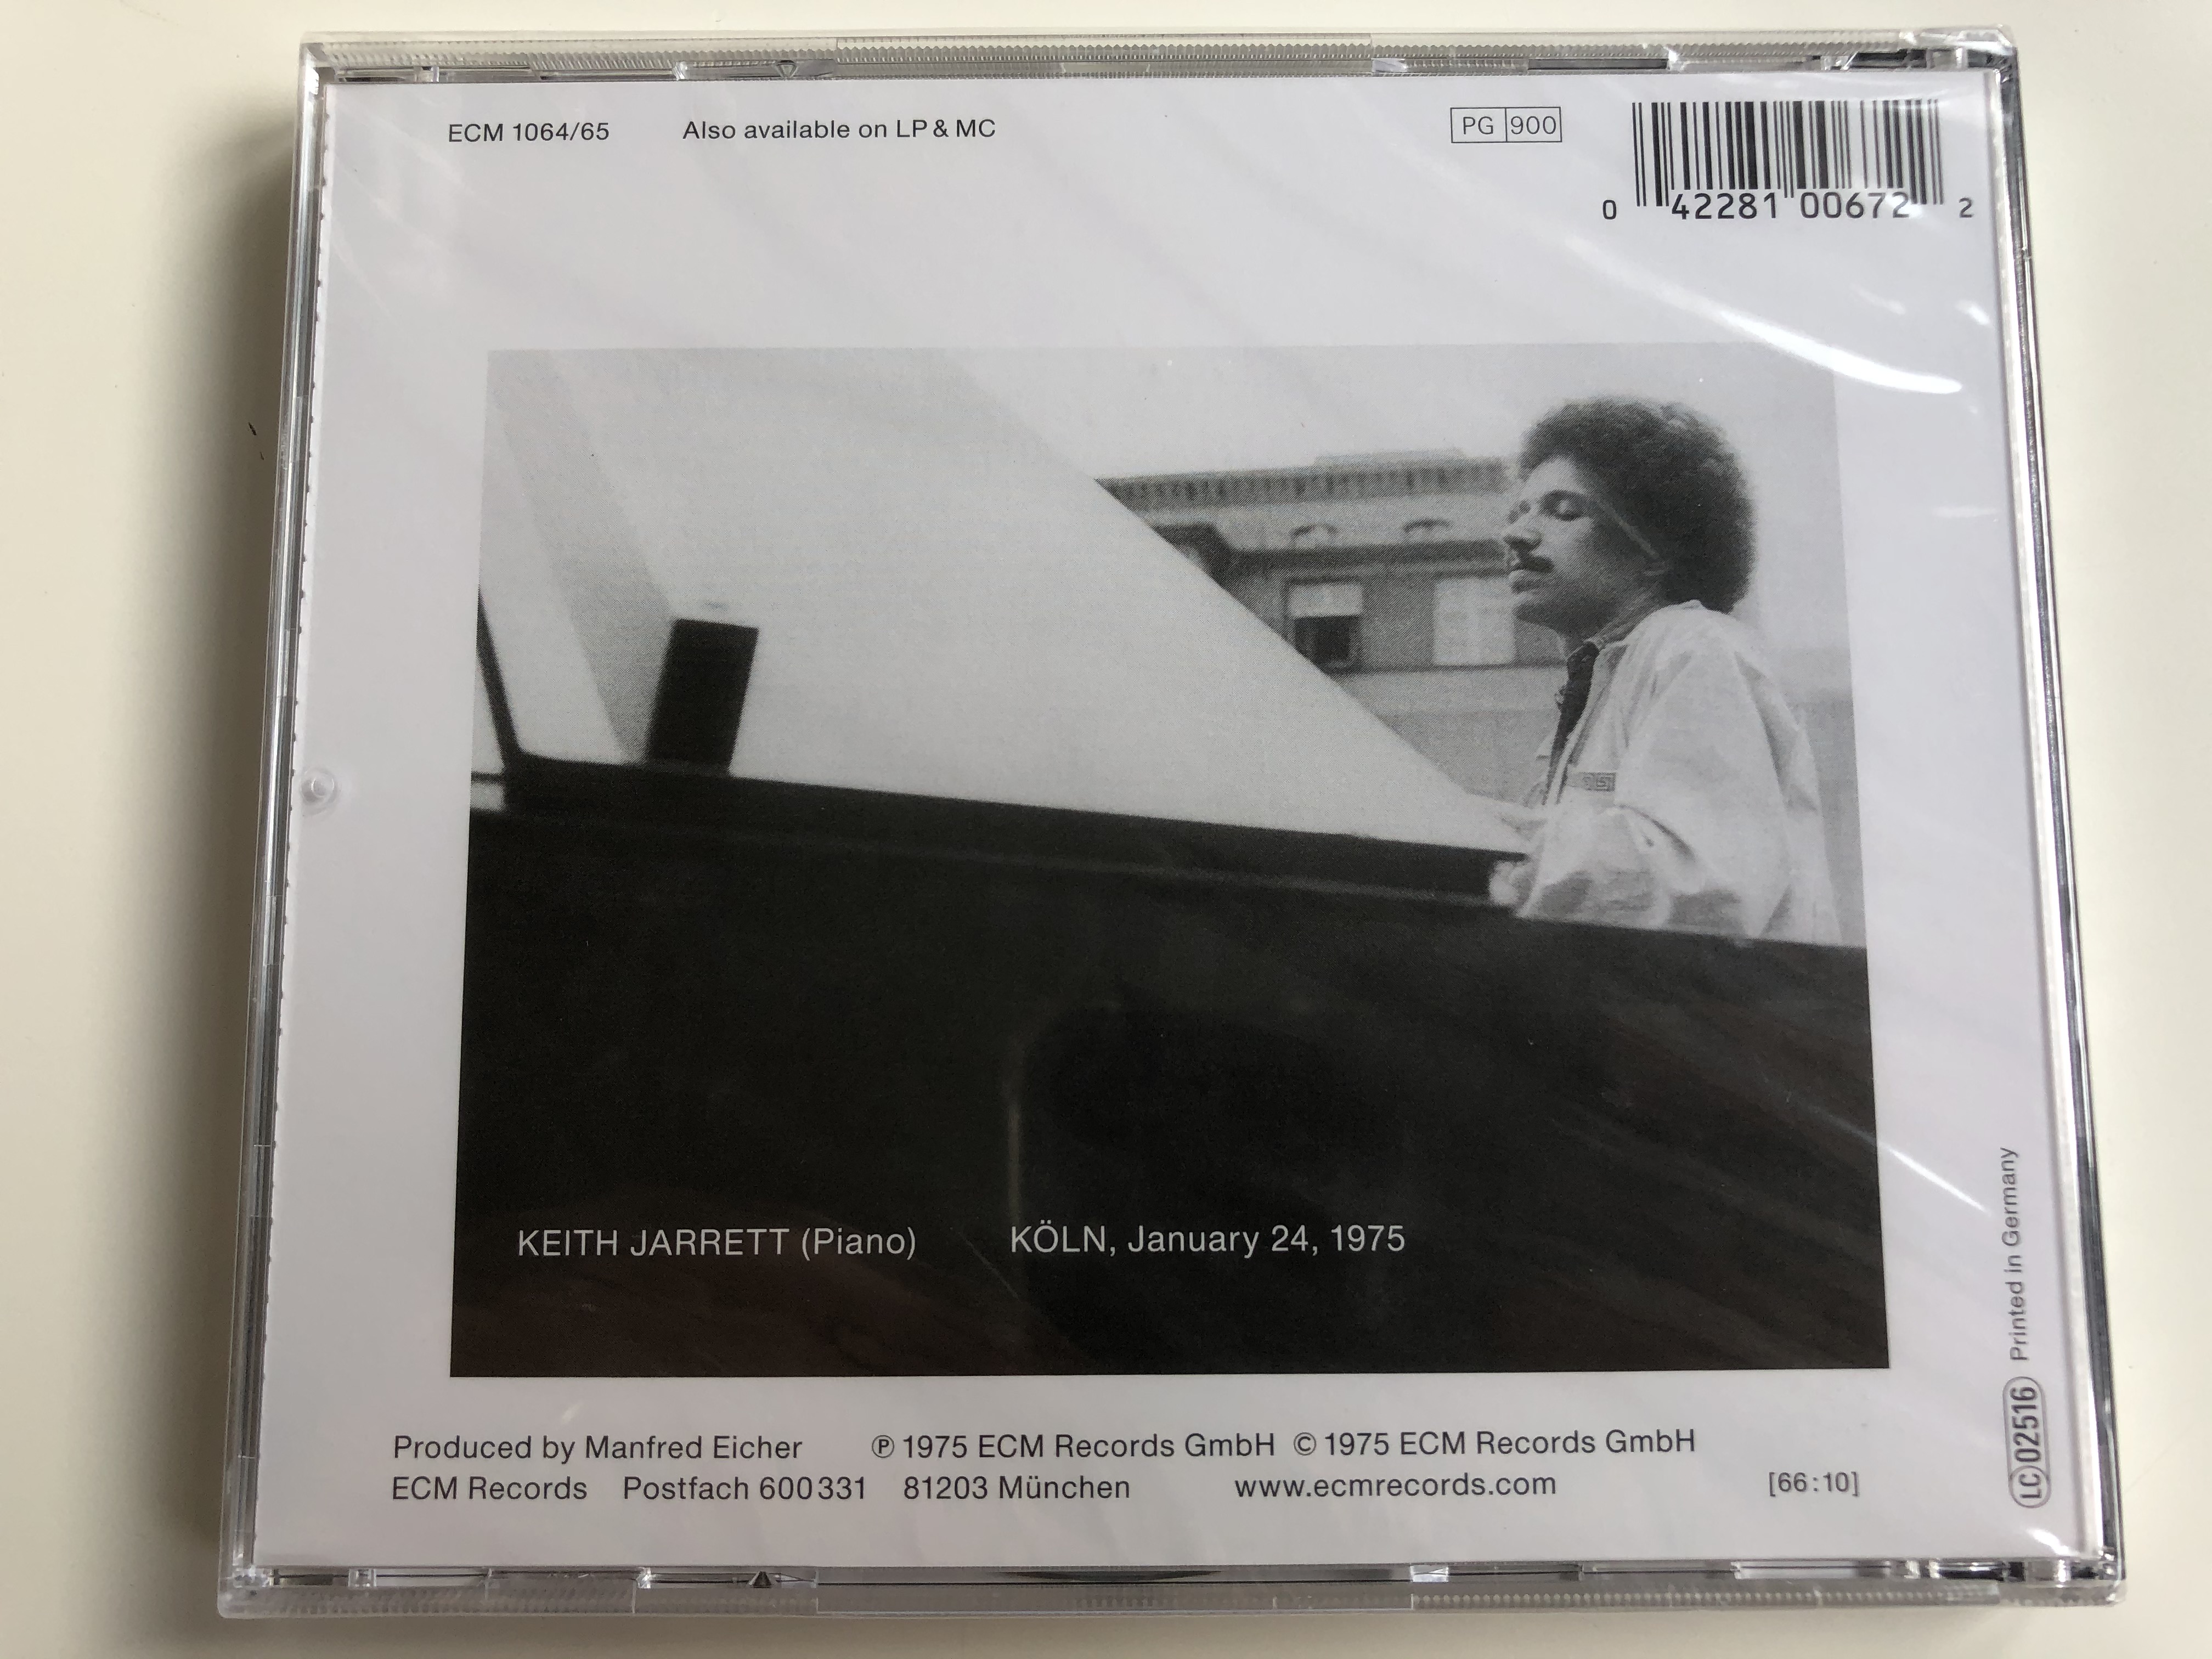 ECM 1064/65 Also available on LP & MC PG 900
0 42281 00672 2
KEITH JARRETT (Piano) KÖLN, January 24, 1975
Produced by Manfred Eicher ℗ 1975 ECM Records GmbH © 1975 ECM Records GmbH
ECM Records Postfach 600331 81203 München www.ecmrecords.com [66:10]
LC 02516 Printed in Germany